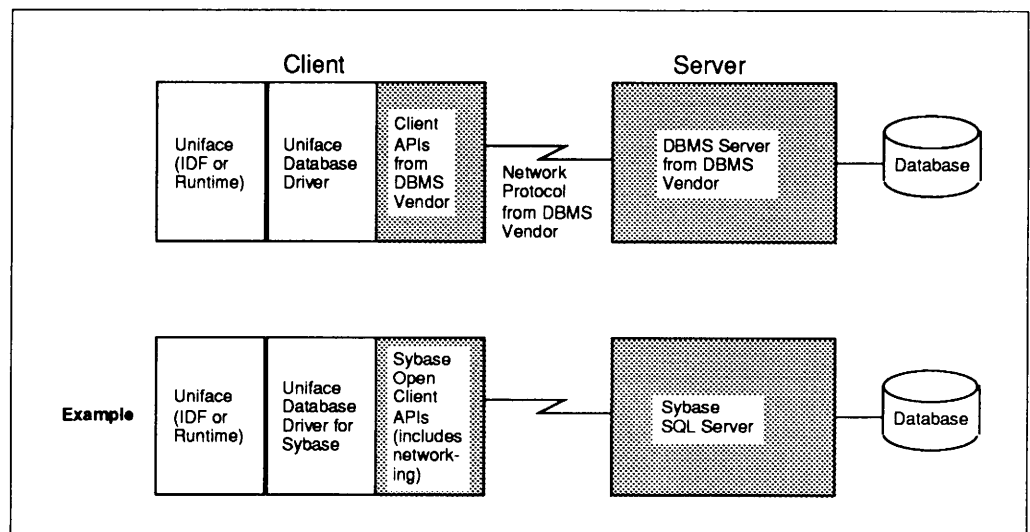 Client
Server
Uniface
(IDF or
Runtime)
Uniface
Database
Driver
Client
APIs
from
DBMS
Vendor
Network
Protocol
from DBMS
Vendor
DBMS Server
from DBMS
Vendor
Database
Example
Uniface
(IDF or
Runtime)
Uniface
Database
Driver for
Sybase
Sybase
Open
Client
APIs
(includes
network-
ing)
Sybase
SQL Server
Database